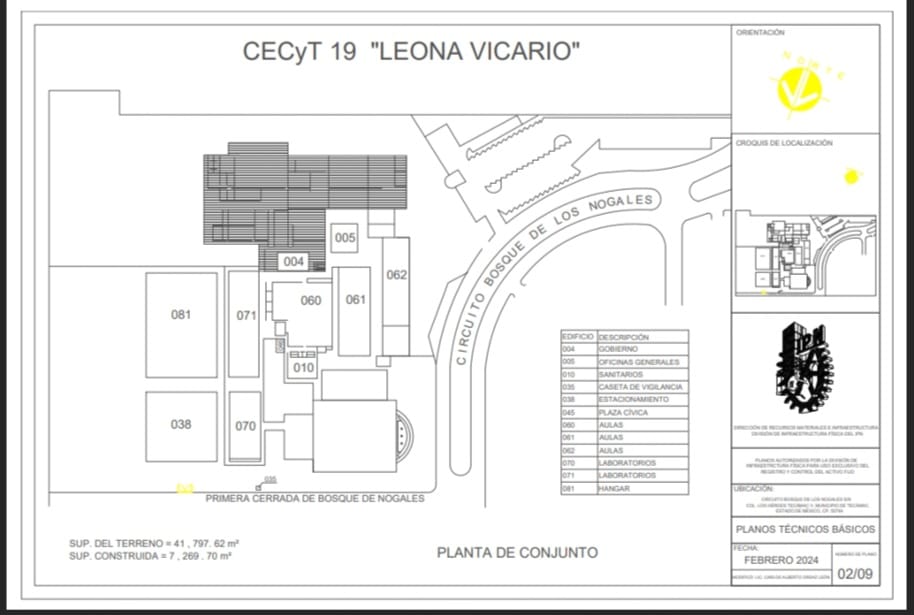 CECyT 19 "LEONA VICARIO"
ORIENTACIÓN
NORTE
CROQUIS DE LOCALIZACIÓN
CIRCUITO BOSQUE DE LOS NOGALES
005
004
062
081
071
060
061
010
038
070
035
PRIMERA CERRADA DE BOSQUE DE NOGALES
EDIFICIO DESCRIPCIÓN
004 GOBIERNO
005 OFICINAS GENERALES
010 SANITARIOS
035 CASETA DE VIGILANCIA
038 ESTACIONAMIENTO
045 PLAZA CÍVICA
060 AULAS
061 AULAS
062 AULAS
070 LABORATORIOS
071 LABORATORIOS
081 HANGAR
SUP. DEL TERRENO = 41 , 797. 62 m²
SUP. CONSTRUIDA = 7 , 269 . 70 m²
PLANTA DE CONJUNTO
DIRECCIÓN DE RECURSOS MATERIALES E INFRAESTRUCTURA
DIVISIÓN DE INFRAESTRUCTURA FÍSICA DEL IPN
PLANOS AUTORIZADOS POR LA DIVISIÓN DE
INFRAESTRCTURA FÍSICA PARA USO EXCLUSIVO DEL
REGISTRO Y CONTROL DEL ACTIVO FIJO
UBICACIÓN:
CIRCUITO BOSQUE DE LOS NOGALES S/N
COL. LOS HÉROES TECÁMAC V, MUNICIPIO DE TECÁMAC,
ESTADO DE MÉXICO, CP.
PLANOS TÉCNICOS BÁSICOS
FECHA:
FEBRERO 2024
NÚMERO DE PLANO
02/09